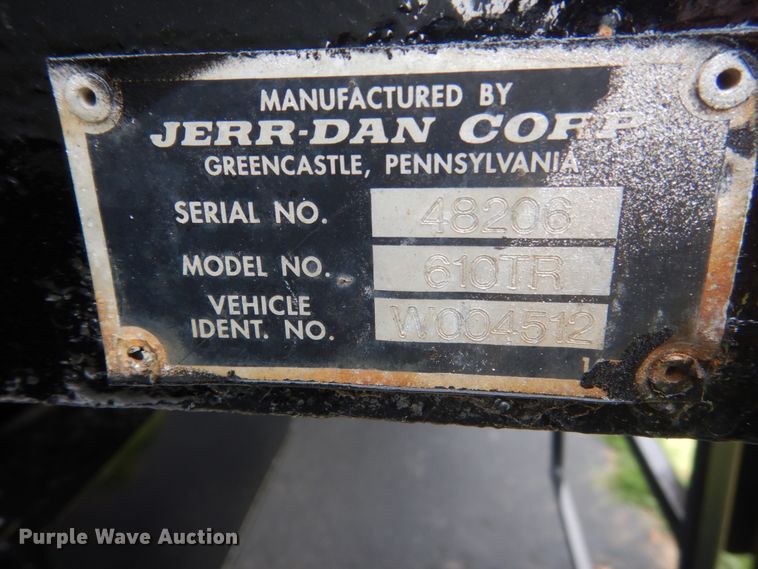 MANUFACTURED BY
JERR-DAN CORP
GREENCASTLE, PENNSYLVANIA
SERIAL NO. 48206
MODEL NO. 610TR
VEHICLE
IDENT. NO. W004512
1
Purple Wave Auction